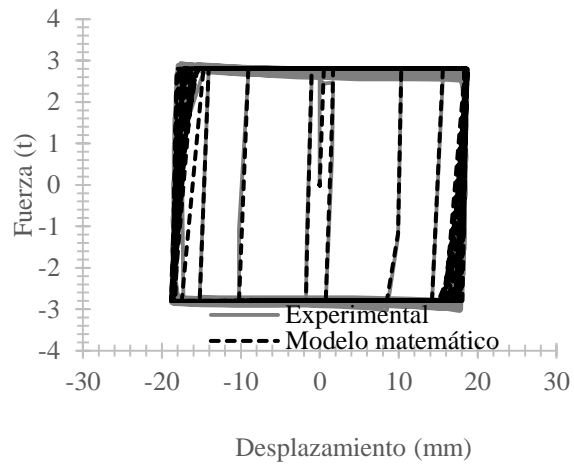 4
3
2
1
0
-1
-2
-3
-4
Fuerza (t)
Experimental
Modelo matemático
-30 -20 -10 0 10 20 30
Desplazamiento (mm)